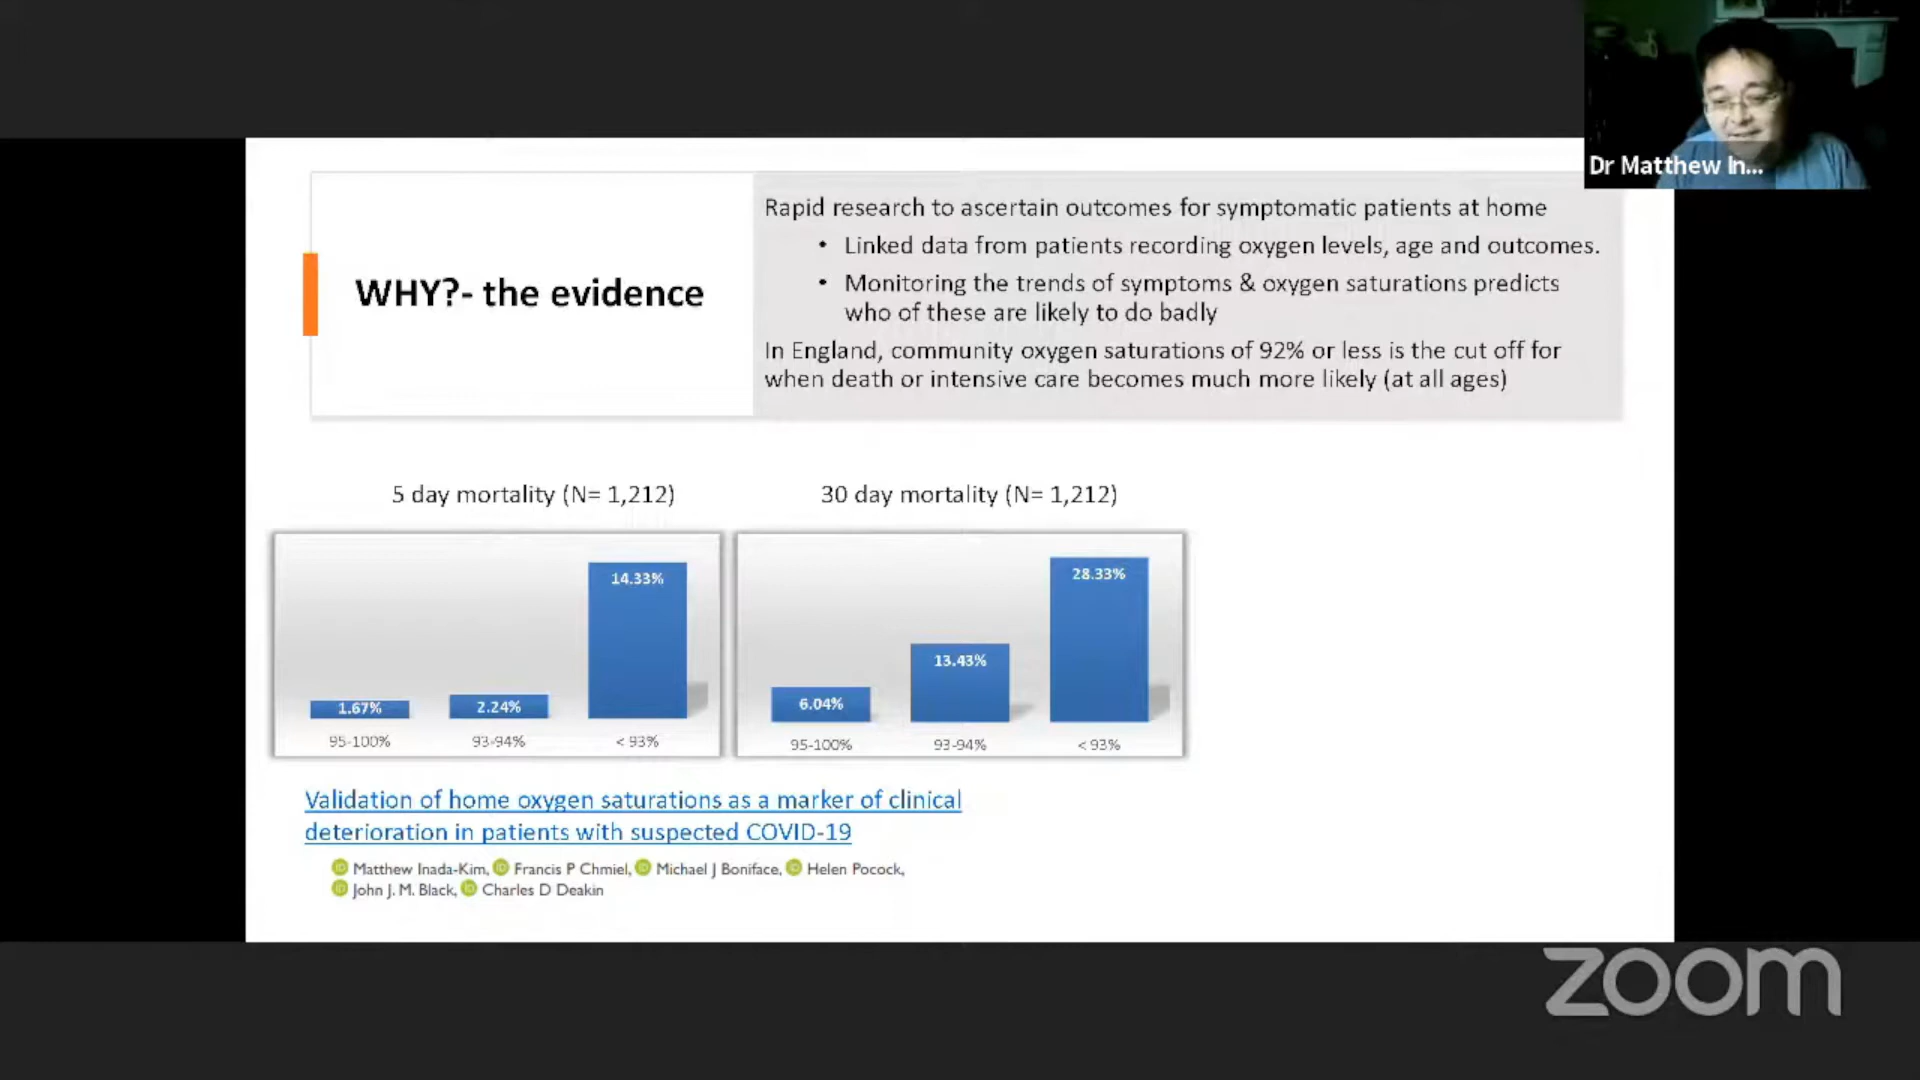 Dr Matthew In...
WHY?- the evidence
Rapid research to ascertain outcomes for symptomatic patients at home
• Linked data from patients recording oxygen levels, age and outcomes.
• Monitoring the trends of symptoms & oxygen saturations predicts
who of these are likely to do badly
In England, community oxygen saturations of 92% or less is the cut off for
when death or intensive care becomes much more likely (at all ages)
5 day mortality (N= 1,212)
14.33%
1.67%
2.24%
95-100%
93-94%
< 93%
30 day mortality (N= 1,212)
28.33%
13.43%
6.04%
95-100%
93-94%
< 93%
Validation of home oxygen saturations as a marker of clinical
deterioration in patients with suspected COVID-19
iD Matthew Inada-Kim, iD Francis P Chmiel, iD Michael J Boniface, iD Helen Pocock,
iD John J. M. Black, iD Charles D Deakin
zoom